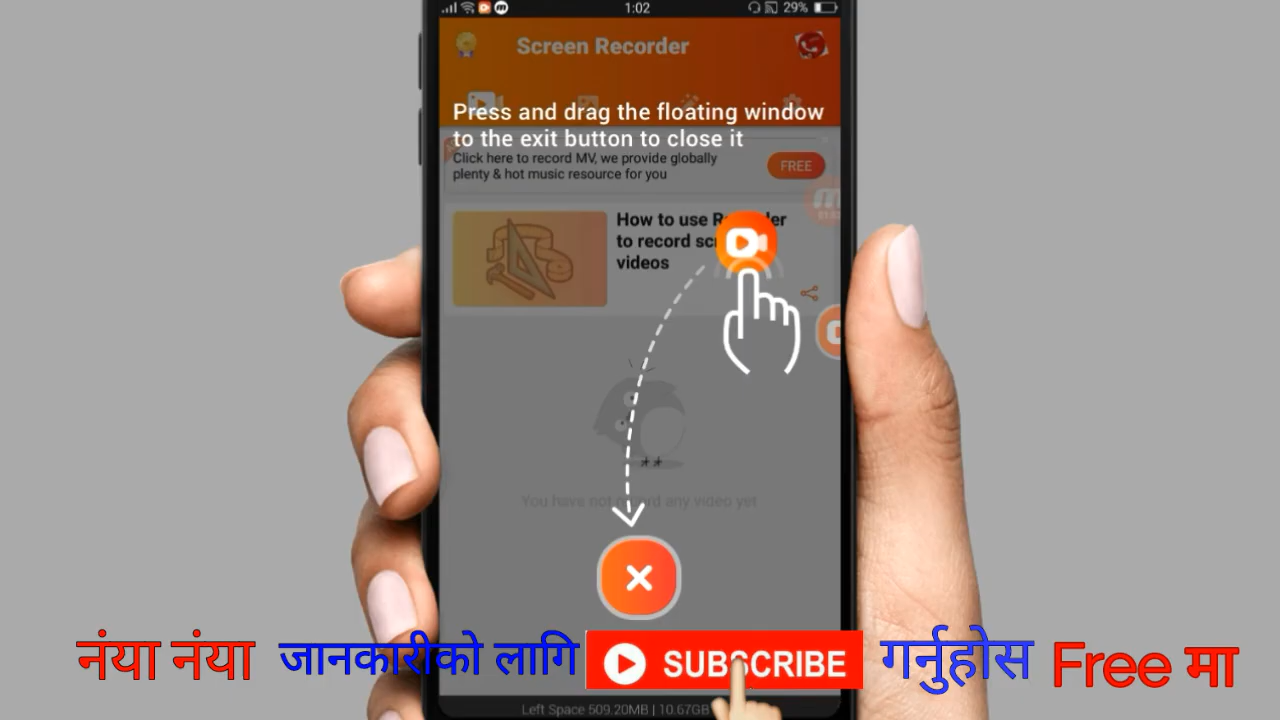 1:02
29%
Screen Recorder
Press and drag the floating window
to the exit button to close it
Click here to record MV, we provide globally
plenty & hot music resource for you
FREE
How to use
to record
videos
You have not record any video yet
नंया नंया जानकारीको लागि SUBSCRIBE गर्नुहोस Free मा
Left Space 509.20MB | 10.67GB